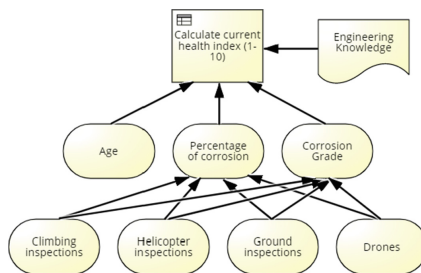 Calculate current
health index (1-
10)
Engineering
Knowledge
Age
Percentage
of corrosion
Corrosion
Grade
Climbing
inspections
Helicopter
inspections
Ground
inspections
Drones